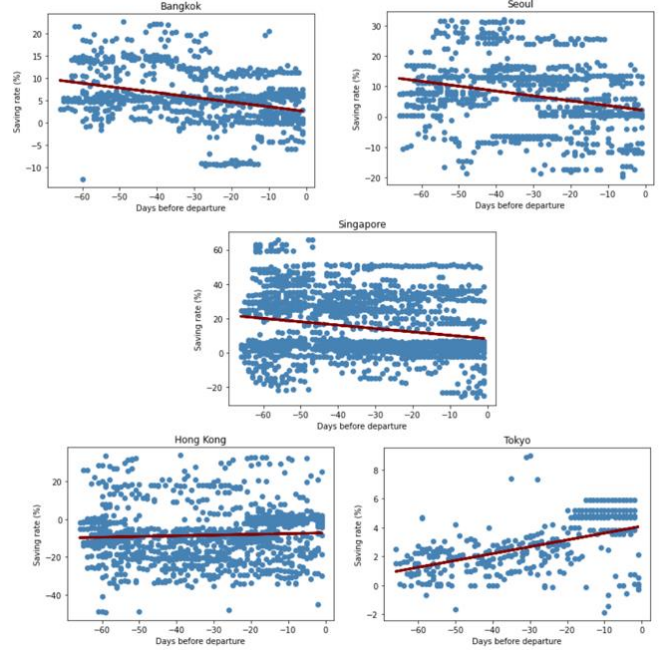 Bangkok
Saving rate (%)
20
15
10
5
0
−5
−10
−60 −50 −40 −30 −20 −10 0
Days before departure
Seoul
Saving rate (%)
30
20
10
0
−10
−20
−60 −50 −40 −30 −20 −10 0
Days before departure
Singapore
Saving rate (%)
60
40
20
0
−20
−60 −50 −40 −30 −20 −10 0
Days before departure
Hong Kong
Saving rate (%)
20
0
−20
−40
−60 −50 −40 −30 −20 −10 0
Days before departure
Tokyo
Saving rate (%)
8
6
4
2
0
−2
−60 −50 −40 −30 −20 −10 0
Days before departure